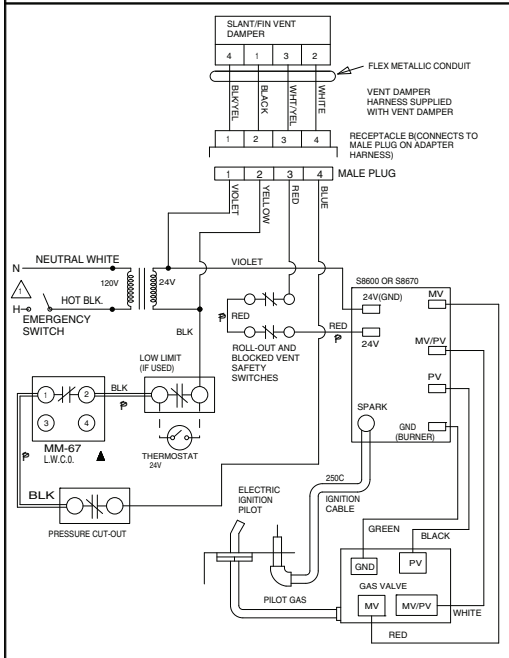 SLANT/FIN VENT
DAMPER
4 1 3 2
FLEX METALLIC CONDUIT
BLK/YEL
BLACK
WHT/YEL
WHITE
VENT DAMPER
HARNESS SUPPLIED
WITH VENT DAMPER
1 2 3 4
RECEPTACLE B(CONNECTS TO
MALE PLUG ON ADAPTER
HARNESS)
1 2 3 4
MALE PLUG
VIOLET
YELLOW
RED
BLUE
N
NEUTRAL WHITE
120V
24V
VIOLET
1
H
HOT BLK.
EMERGENCY
SWITCH
BLK
RED
RED
ROLL-OUT AND
BLOCKED VENT
SAFETY
SWITCHES
S8600 OR S8670
24V(GND)
MV
24V
MV/PV
PV
SPARK
GND
(BURNER)
LOW LIMIT
(IF USED)
BLK
1 2
3 4
MM-67
L.W.C.0.
THERMOSTAT
24V
BLK
PRESSURE CUT-OUT
ELECTRIC
IGNITION
PILOT
250C
IGNITION
CABLE
GREEN
BLACK
GND
PV
GAS VALVE
PILOT GAS
MV
MV/PV
WHITE
RED